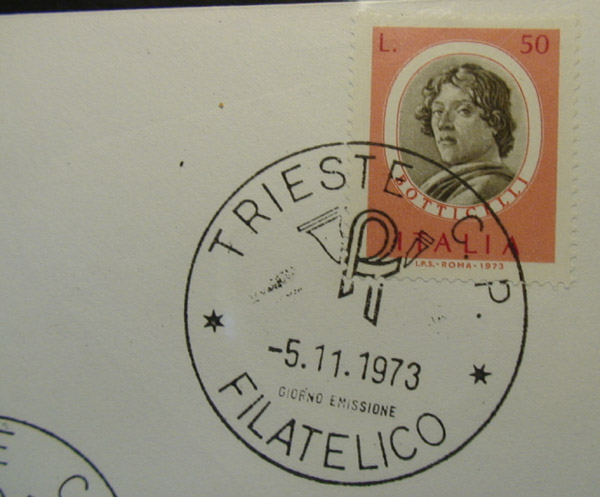 L. 50
BOTTICELLI
ITALIA
I.P.S. - ROMA - 1973
TRIESTE C. P.
-5.11.1973
GIORNO EMISSIONE
FILATELICO